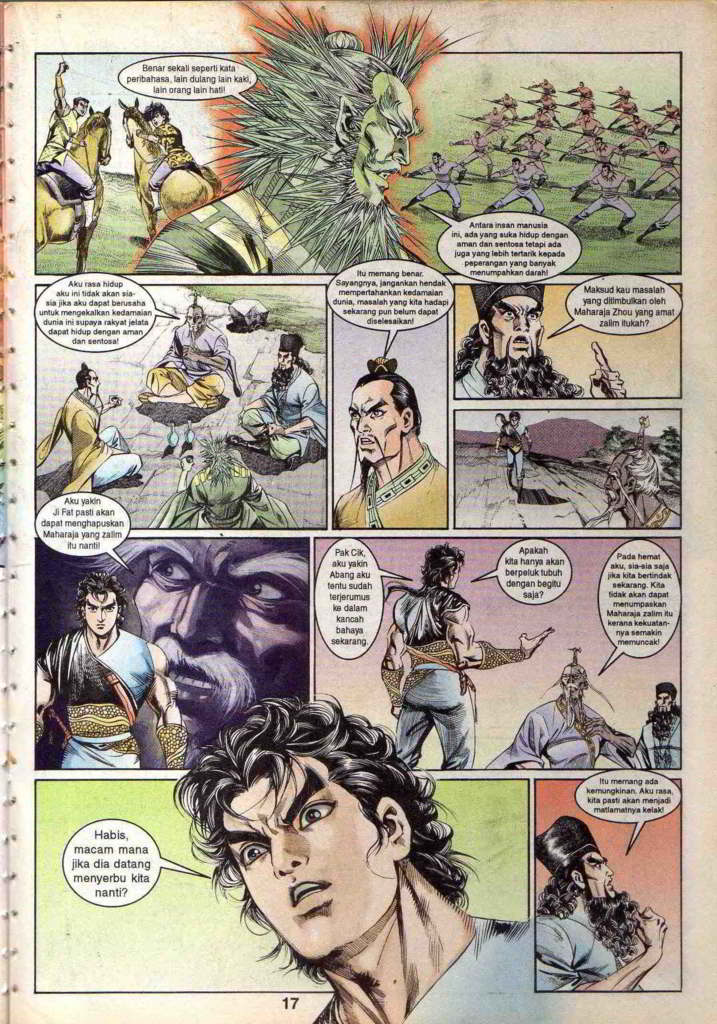 Benar sekali seperti kata
peribahasa, lain dulang lain kaki,
lain orang lain hati!
Antara insan manusia
ini, ada yang suka hidup dengan
aman dan sentosa tetapi ada
juga yang lebih tertarik kepada
peperangan yang banyak
menumpahkan darah!
Aku rasa hidup
aku ini tidak akan sia-
sia jika aku dapat berusaha
untuk mengekalkan kedamaian
dunia ini supaya rakyat jelata
dapat hidup dengan aman
dan sentosa!
Itu memang benar.
Sayangnya, jangankan hendak
mempertahankan kedamaian
dunia, masalah yang kita hadapi
sekarang pun belum dapat
diselesaikan!
Maksud kau masalah
yang ditimbulkan oleh
Maharaja Zhou yang amat
zalim itukah?
Aku yakin
Ji Fat pasti akan
dapat menghapuskan
Maharaja yang zalim
itu nanti!
Pak Cik,
aku yakin
Abang aku
tentu sudah
terjerumus
ke dalam
kancah
bahaya
sekarang.
Apakah
kita hanya akan
berpeluk tubuh
dengan begitu
saja?
Pada hemat
aku, sia-sia saja
jika kita bertindak
sekarang. Kita
tidak akan dapat
menumpaskan
Maharaja zalim itu
kerana kekuatan-
nya semakin
memuncak!
Habis,
macam mana
jika dia datang
menyerbu kita
nanti?
Itu memang ada
kemungkinan. Aku rasa,
kita pasti akan menjadi
matlamatnya kelak!
17